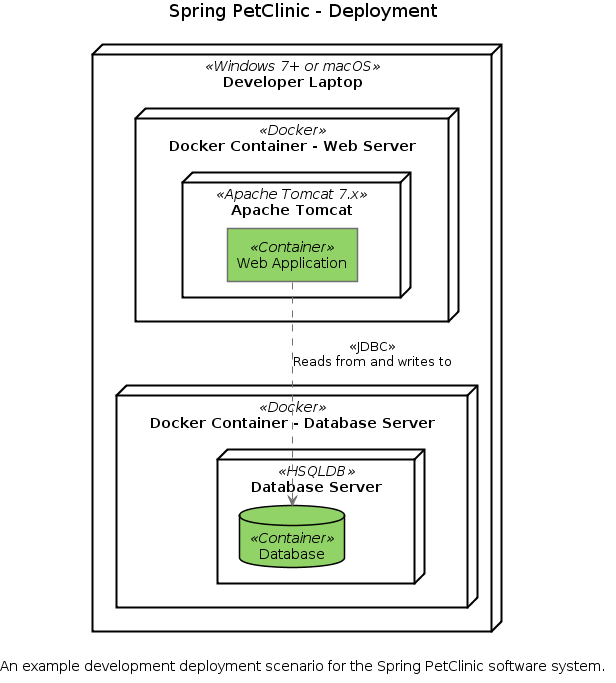 Spring PetClinic - Deployment
«Windows 7+ or macOS»
Developer Laptop
«Docker»
Docker Container - Web Server
«Apache Tomcat 7.x»
Apache Tomcat
«Container»
Web Application
«JDBC»
Reads from and writes to
«Docker»
Docker Container - Database Server
«HSQLDB»
Database Server
«Container»
Database
An example development deployment scenario for the Spring PetClinic software system.